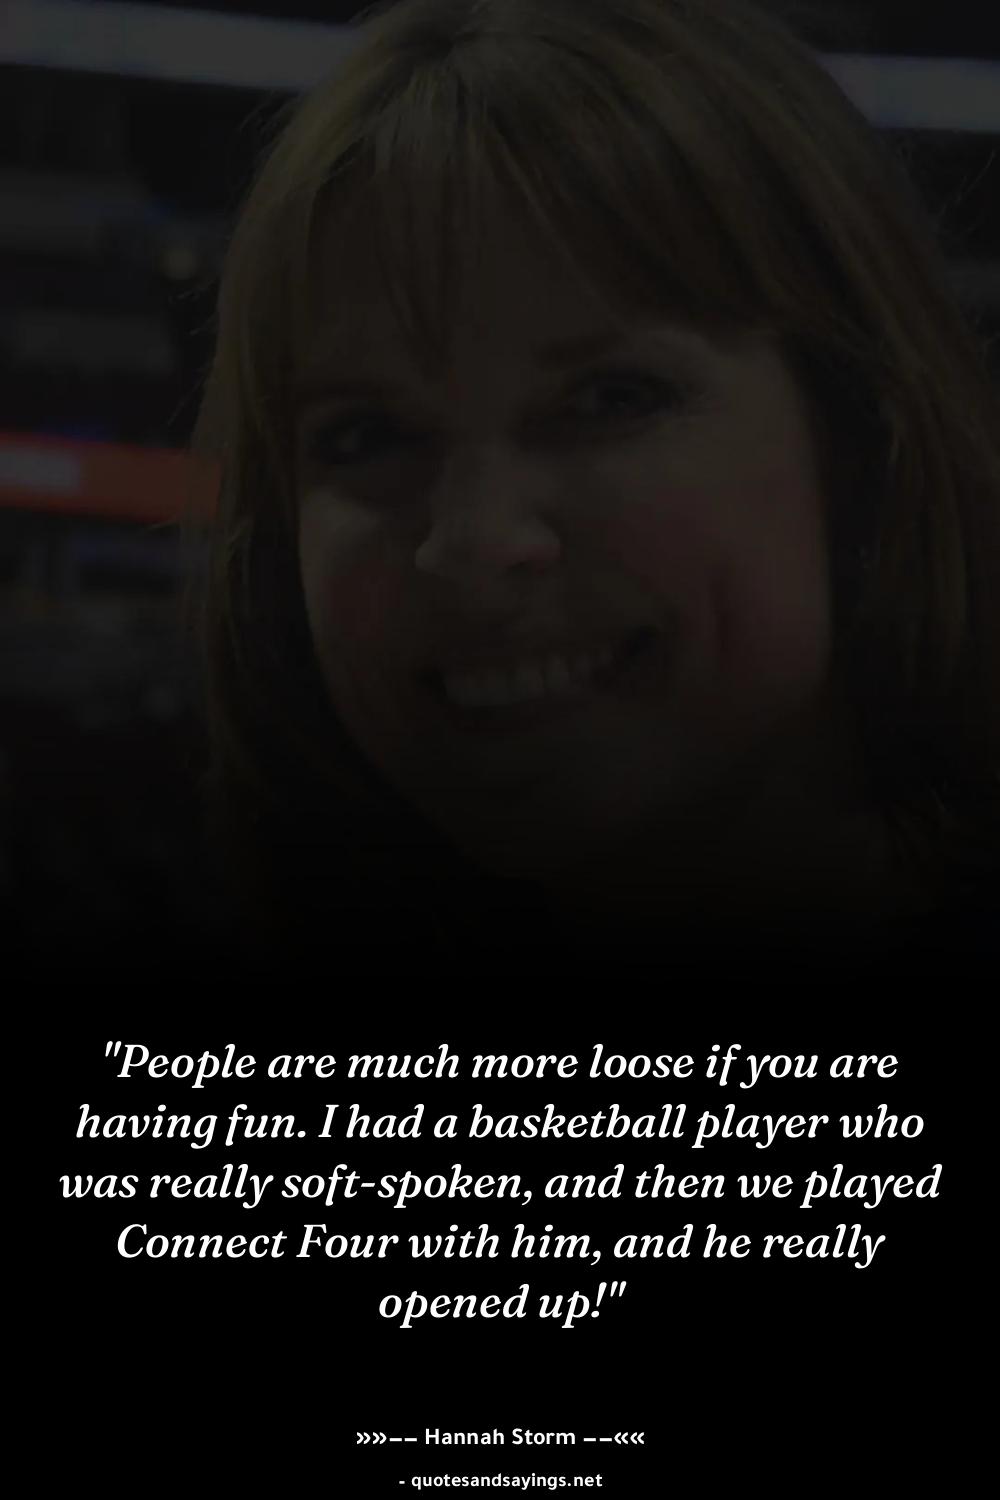 "People are much more loose if you are
having fun. I had a basketball player who
was really soft-spoken, and then we played
Connect Four with him, and he really
opened up!"
»»−− Hannah Storm −−««
- quotesandsayings.net